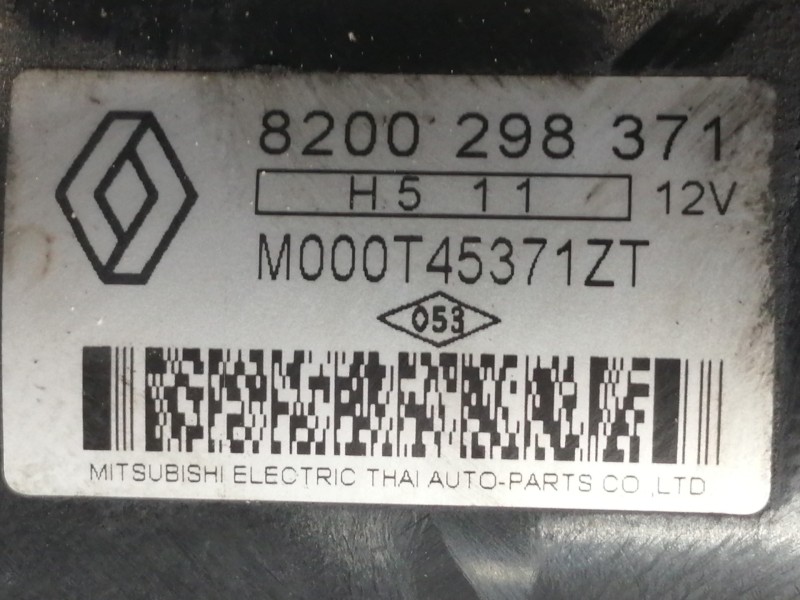 8200 298 371
H5 11 12V
M000T45371ZT
053
MITSUBISHI ELECTRIC THAI AUTO-PARTS CO.,LTD